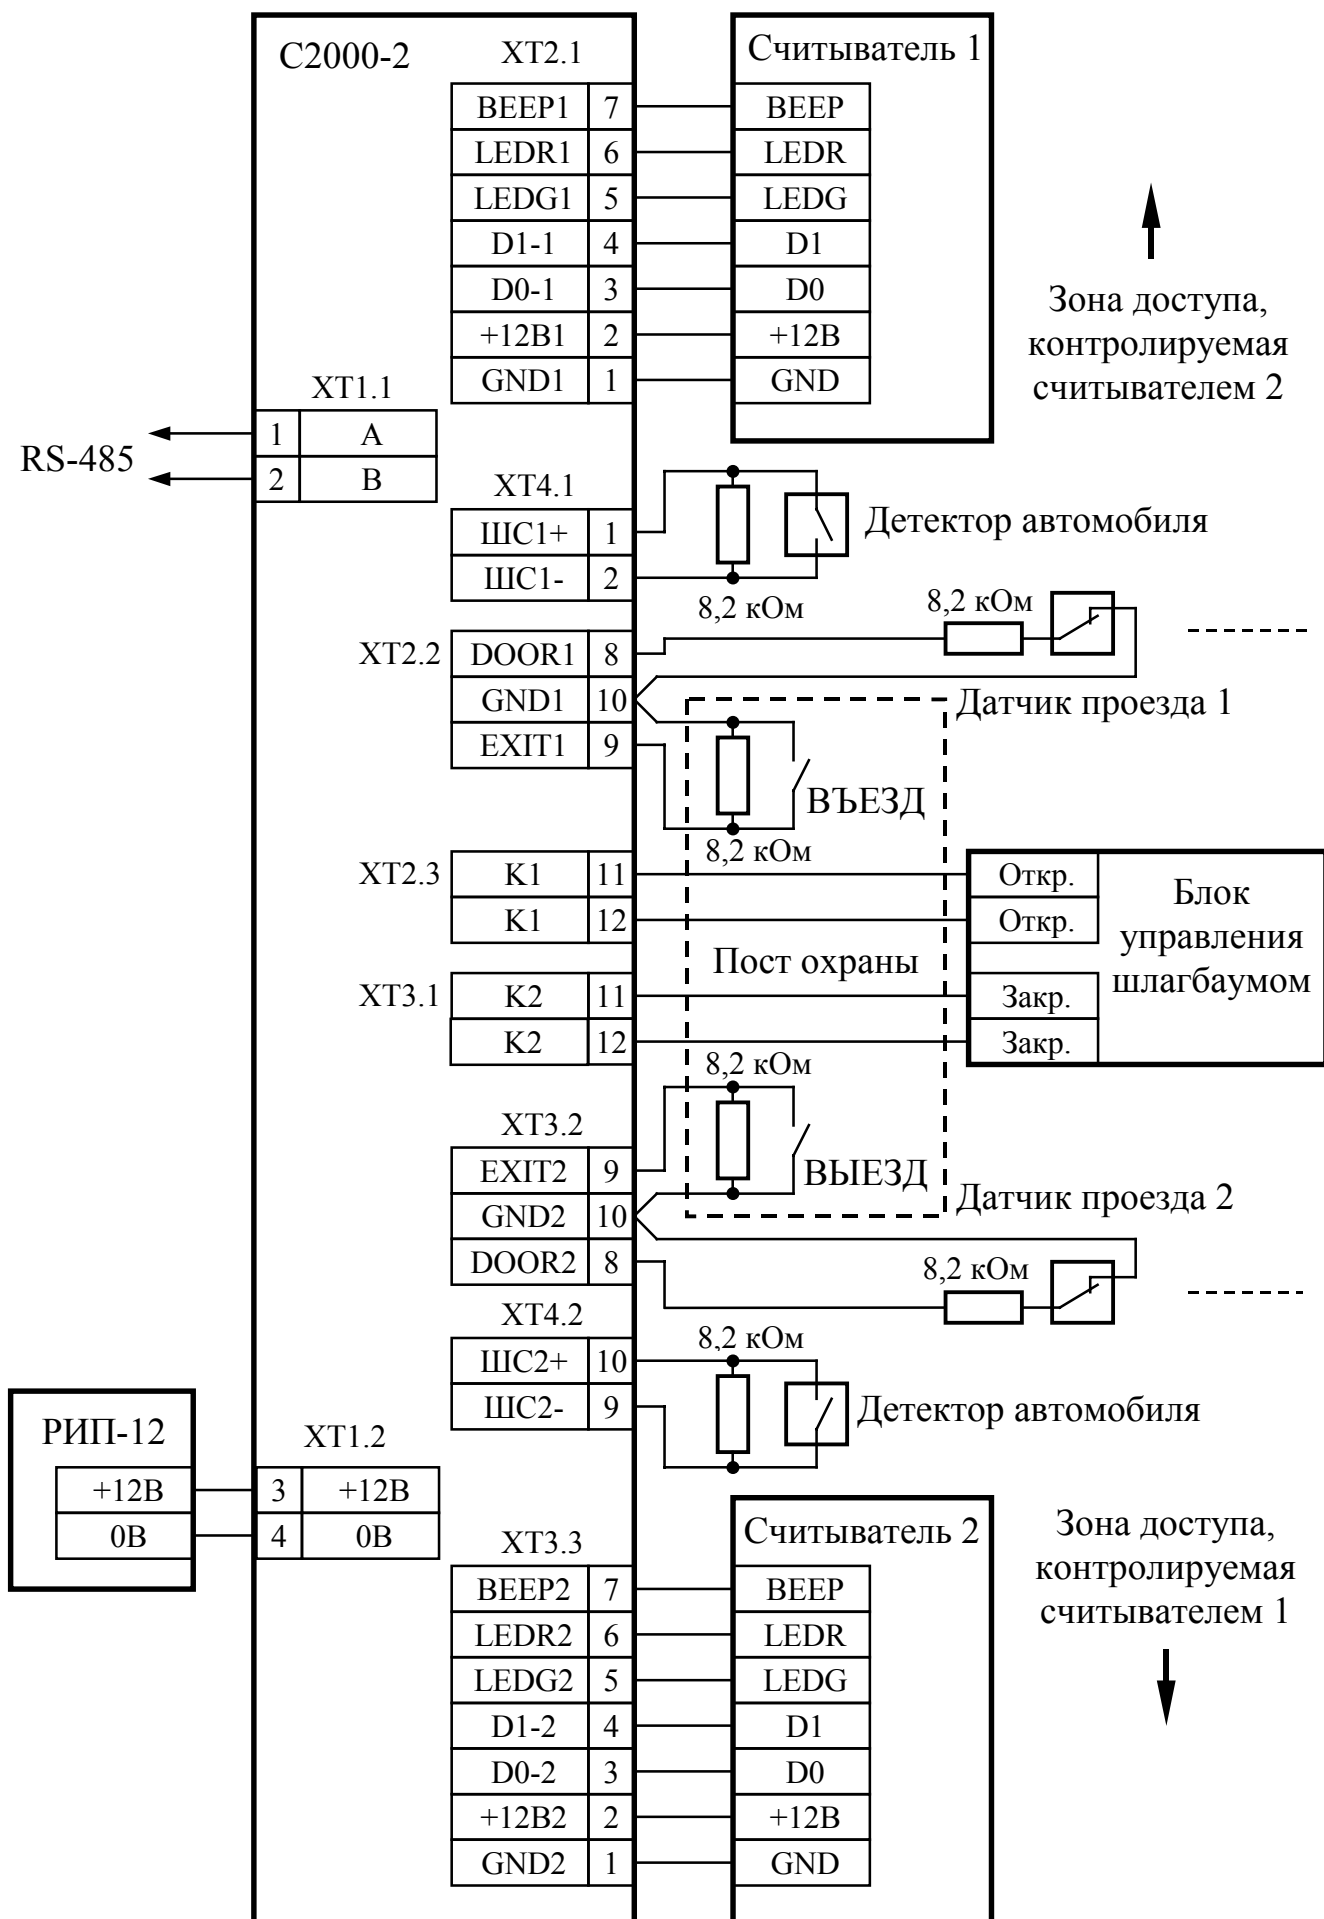 С2000-2
XT2.1
BEEP1 7
LEDR1 6
LEDG1 5
D1-1 4
D0-1 3
+12В1 2
GND1 1
Считыватель 1
BEEP
LEDR
LEDG
D1
D0
+12В
GND
Зона доступа,
контролируемая
считывателем 2
XT1.1
1 A
2 B
RS-485
XT4.1
ШС1+ 1
ШС1- 2
8,2 кОм
Детектор автомобиля
8,2 кОм
XT2.2
DOOR1 8
GND1 10
EXIT1 9
Датчик проезда 1
ВЪЕЗД
8,2 кОм
XT2.3
K1 11
K1 12
Откр.
Откр.
Блок
управления
шлагбаумом
Пост охраны
XT3.1
K2 11
K2 12
Закр.
Закр.
8,2 кОм
XT3.2
EXIT2 9
GND2 10
DOOR2 8
ВЫЕЗД
Датчик проезда 2
8,2 кОм
XT4.2
ШС2+ 10
ШС2- 9
8,2 кОм
Детектор автомобиля
РИП-12
+12В
0В
XT1.2
3 +12В
4 0В
XT3.3
BEEP2 7
LEDR2 6
LEDG2 5
D1-2 4
D0-2 3
+12В2 2
GND2 1
Считыватель 2
BEEP
LEDR
LEDG
D1
D0
+12В
GND
Зона доступа,
контролируемая
считывателем 1